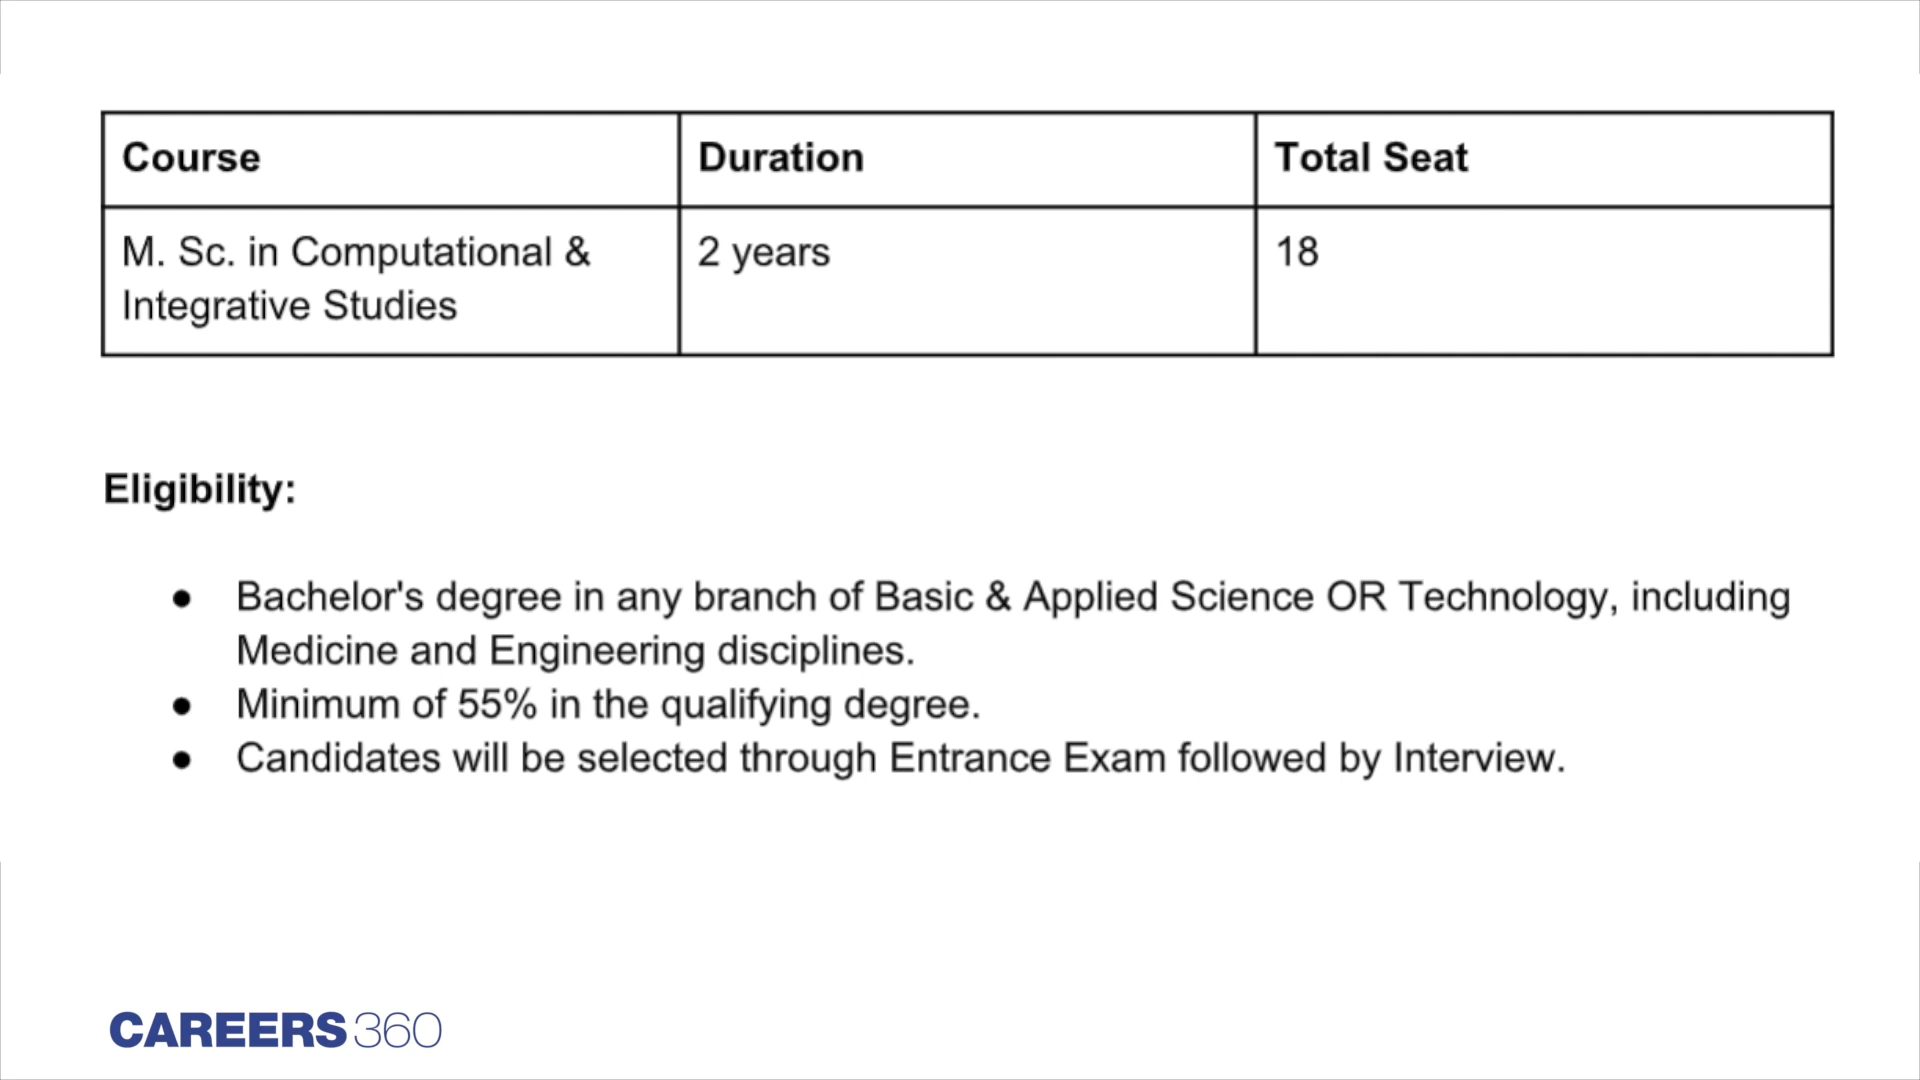 Course Duration Total Seat
M. Sc. in Computational & 2 years 18
Integrative Studies
Eligibility:
● Bachelor's degree in any branch of Basic & Applied Science OR Technology, including
Medicine and Engineering disciplines.
● Minimum of 55% in the qualifying degree.
● Candidates will be selected through Entrance Exam followed by Interview.
CAREERS360